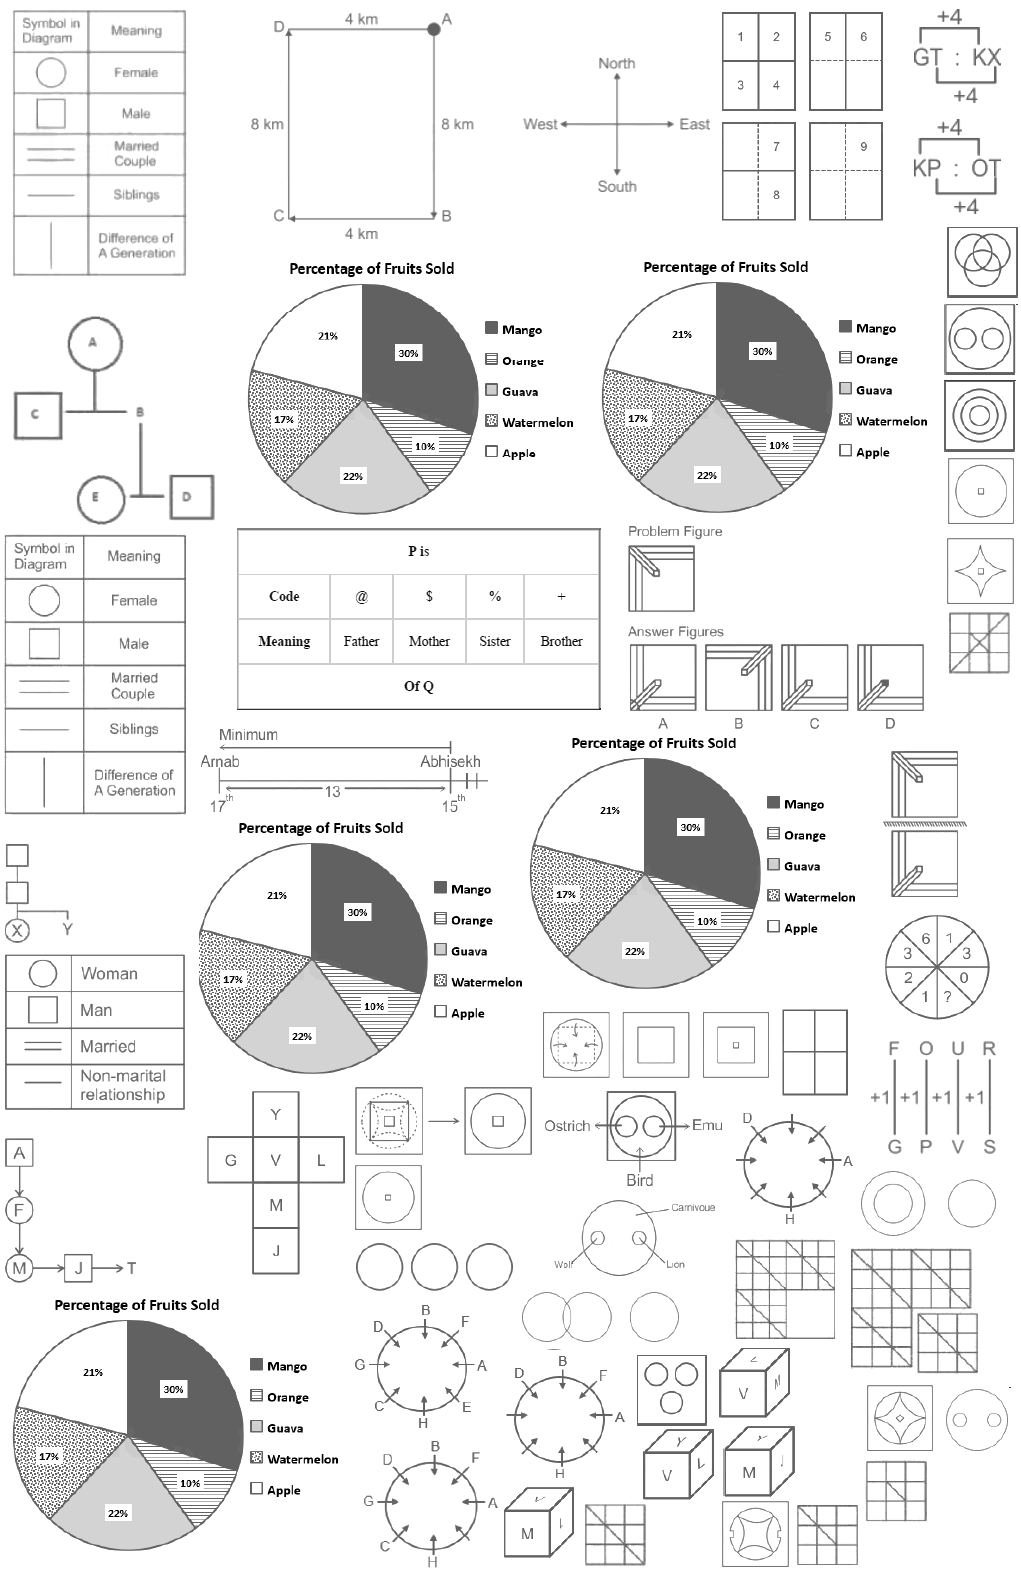 Symbol in
Diagram
Meaning
Female
Male
Married
Couple
Siblings
Difference of
A Generation
D
4 km
A
8 km
8 km
C
B
4 km
North
West
East
South
1
2
3
4
5
6
7
8
9
+4
GT : KX
+4
+4
KP : OT
+4
A
C
B
E
D
Percentage of Fruits Sold
21%
30%
17%
10%
22%
Mango
Orange
Guava
Watermelon
Apple
Percentage of Fruits Sold
21%
30%
17%
10%
22%
Mango
Orange
Guava
Watermelon
Apple
Symbol in
Diagram
Meaning
Female
Male
Married
Couple
Siblings
Difference of
A Generation
P is
Code @ $ % +
Meaning Father Mother Sister Brother
Of Q
Problem Figure
Answer Figures
A
B
C
D
Minimum
Arnab
Abhisekh
13
17th
15th
Percentage of Fruits Sold
21%
30%
17%
10%
22%
Mango
Orange
Guava
Watermelon
Apple
Percentage of Fruits Sold
21%
30%
17%
10%
22%
Mango
Orange
Guava
Watermelon
Apple
X
Y
Woman
Man
Married
Non-marital
relationship
6 1
3 3
2 0
1 ?
F O U R
+1 +1 +1 +1
G P V S
A
F
M
J
T
Y
G V L
M
J
Ostrich
Emu
Bird
D
A
H
Carnivoue
Wolf
Lion
Percentage of Fruits Sold
21%
30%
17%
10%
22%
Mango
Orange
Guava
Watermelon
Apple
B
D
F
G
A
C
E
H
B
D
F
A
H
B
D
F
G
A
C
H
L
V
M
Y
V
L
Y
M
J
Y
M
J